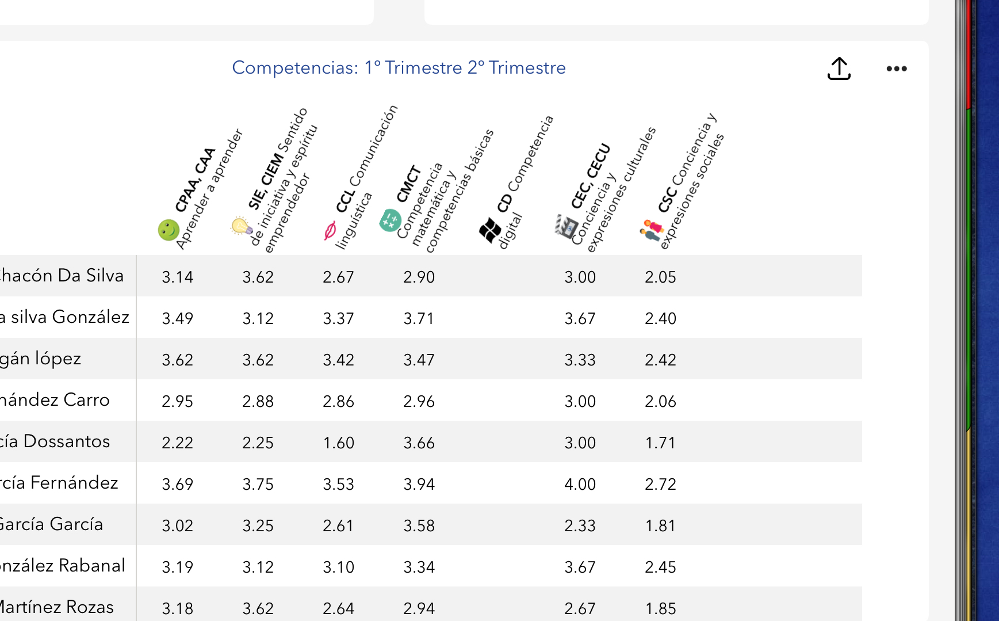 Competencias: 1º Trimestre 2º Trimestre
CPAA, CAA
Aprender a aprender
SIE, CIEM Sentido
de iniciativa y espíritu
emprendedor
CCL Comunicación
linguística
CMCT
Competencia
matemática y
competencias básicas
CD Competencia
digital
CEC, CECU
Conciencia y
expresiones culturales
CSC Conciencia y
expresiones sociales
Chacón Da Silva 3.14 3.62 2.67 2.90 3.00 2.05
a silva González 3.49 3.12 3.37 3.71 3.67 2.40
gán lópez 3.62 3.62 3.42 3.47 3.33 2.42
nández Carro 2.95 2.88 2.86 2.96 3.00 2.06
cía Dossantos 2.22 2.25 1.60 3.66 3.00 1.71
rcía Fernández 3.69 3.75 3.53 3.94 4.00 2.72
García García 3.02 3.25 2.61 3.58 2.33 1.81
onzález Rabanal 3.19 3.12 3.10 3.34 3.67 2.45
Martínez Rozas 3.18 3.62 2.64 2.94 2.67 1.85